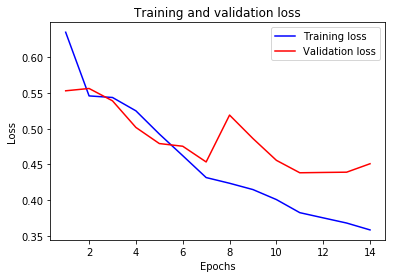 Training and validation loss
Training loss
Validation loss
Loss
0.60
0.55
0.50
0.45
0.40
0.35
2 4 6 8 10 12 14
Epochs